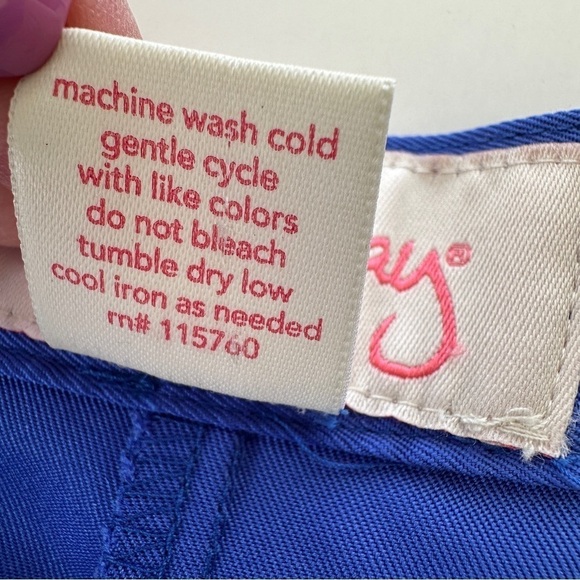 machine wash cold
gentle cycle
with like colors
do not bleach
tumble dry low
cool iron as needed
rn# 115760
ay®